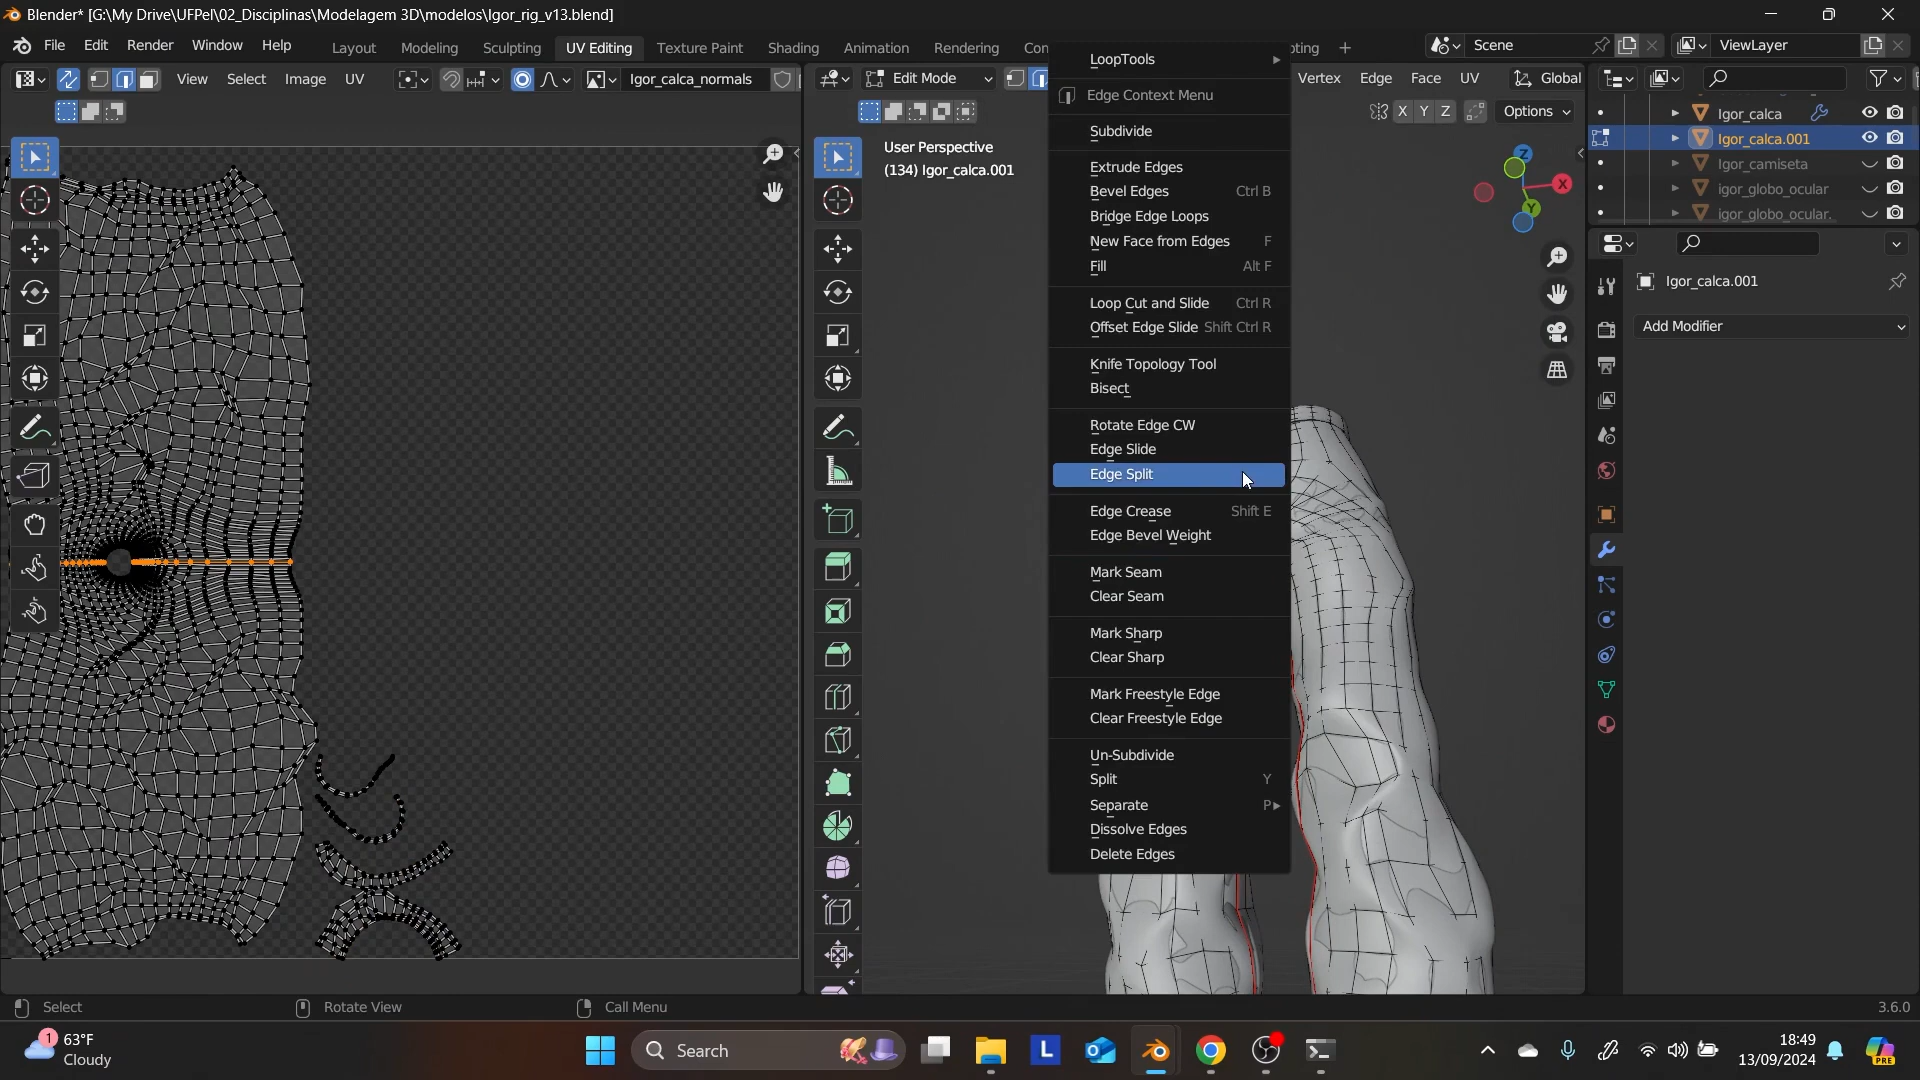 Blender* [G:\My Drive\UFPel\02_Disciplinas\Modelagem 3D\modelos\Igor_rig_v13.blend]
File Edit Render Window Help Layout Modeling Sculpting UV Editing Texture Paint Shading Animation Rendering Con pting + Scene ViewLayer
View Select Image UV Igor_calca_normals Edit Mode Vertex Edge Face UV Global
X Y Z Options
User Perspective
(134) Igor_calca.001
Z
X
Y
LoopTools
Edge Context Menu
Subdivide
Extrude Edges
Bevel Edges Ctrl B
Bridge Edge Loops
New Face from Edges F
Fill Alt F
Loop Cut and Slide Ctrl R
Offset Edge Slide Shift Ctrl R
Knife Topology Tool
Bisect
Rotate Edge CW
Edge Slide
Edge Split
Edge Crease Shift E
Edge Bevel Weight
Mark Seam
Clear Seam
Mark Sharp
Clear Sharp
Mark Freestyle Edge
Clear Freestyle Edge
Un-Subdivide
Split Y
Separate P
Dissolve Edges
Delete Edges
Igor_calca
Igor_calca.001
Igor_camiseta
igor_globo_ocular
igor_globo_ocular.
Igor_calca.001
Add Modifier
Select Rotate View Call Menu 3.6.0
1 63°F
Cloudy
Search
L
18:49
13/09/2024
PRE